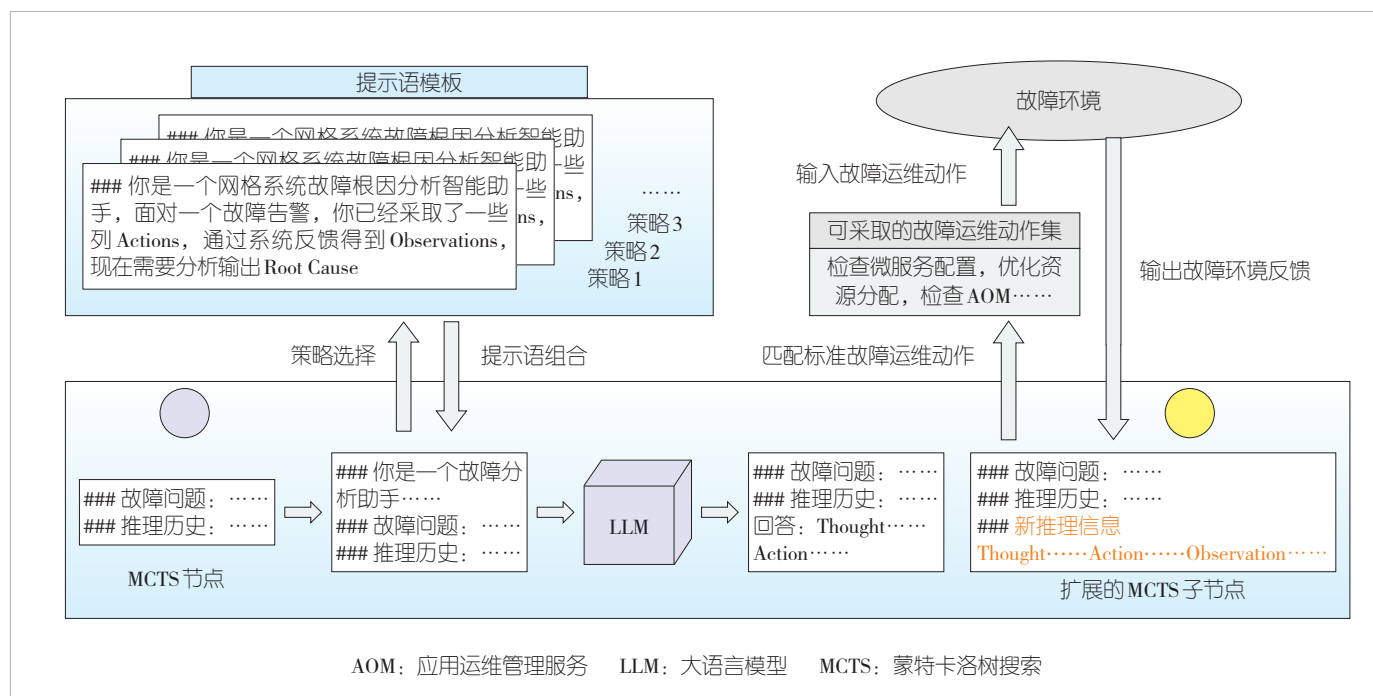 提示语模板
### 你是一个网格系统故障根因分析智能助
### 你是一个网格系统故障根因分析智能助
一些
ns，
### 你是一个网格系统故障根因分析智能助
手，面对一个故障告警，你已经采取了一些
列 Actions，通过系统反馈得到 Observations，
现在需要分析输出 Root Cause
一些
ns，
……
策略 3
策略 2
策略 1
故障环境
输入故障运维动作
可采取的故障运维动作集
检查微服务配置，优化资
源分配，检查 AOM……
输出故障环境反馈
策略选择
提示语组合
匹配标准故障运维动作
### 故障问题：……
### 推理历史：……
MCTS 节点
### 你是一个故障分
析助手……
### 故障问题：……
### 推理历史：……
LLM
### 故障问题：……
### 推理历史：……
回答：Thought……
Action……
### 故障问题：……
### 推理历史：……
### 新推理信息
Thought……Action……Observation……
扩展的 MCTS 子节点
AOM：应用运维管理服务 LLM：大语言模型 MCTS：蒙特卡洛树搜索